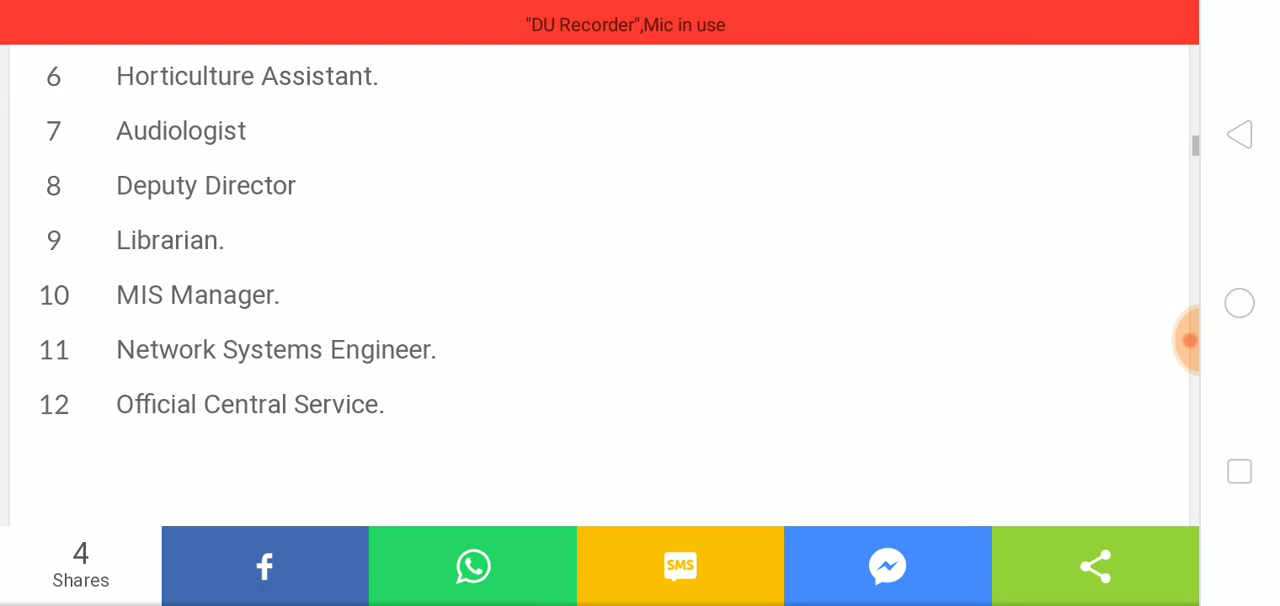 "DU Recorder",Mic in use
6 Horticulture Assistant.
7 Audiologist
8 Deputy Director
9 Librarian.
10 MIS Manager.
11 Network Systems Engineer.
12 Official Central Service.
4
Shares
f
SMS